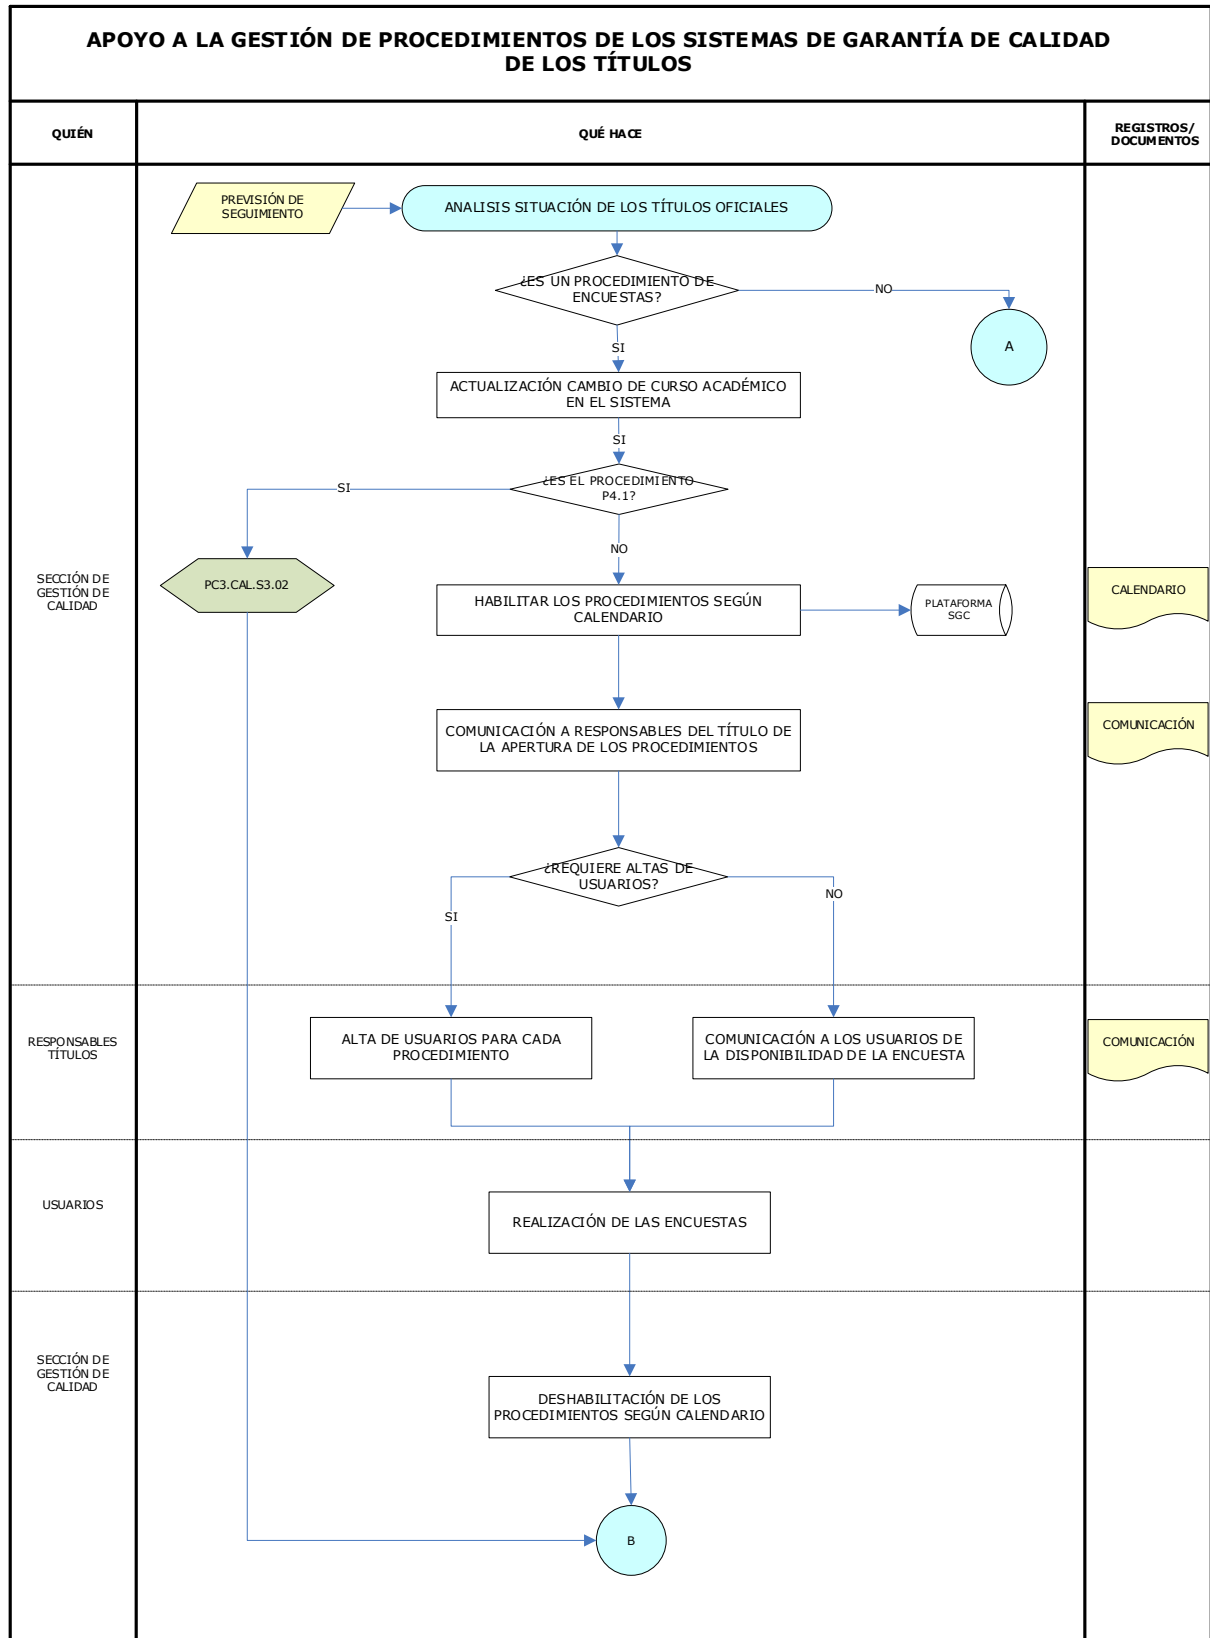 APOYO A LA GESTIÓN DE PROCEDIMIENTOS DE LOS SISTEMAS DE GARANTÍA DE CALIDAD
DE LOS TÍTULOS
QUIÉN
QUÉ HACE
REGISTROS/
DOCUMENTOS
PREVISIÓN DE
SEGUIMIENTO
ANALISIS SITUACIÓN DE LOS TÍTULOS OFICIALES
¿ES UN PROCEDIMIENTO DE
ENCUESTAS?
NO
A
SI
ACTUALIZACIÓN CAMBIO DE CURSO ACADÉMICO
EN EL SISTEMA
SI
¿ES EL PROCEDIMIENTO
P4.1?
SI
NO
SECCIÓN DE
GESTIÓN DE
CALIDAD
PC3.CAL.S3.02
HABILITAR LOS PROCEDIMIENTOS SEGÚN
CALENDARIO
PLATAFORMA
SGC
CALENDARIO
COMUNICACIÓN A RESPONSABLES DEL TÍTULO DE
LA APERTURA DE LOS PROCEDIMIENTOS
COMUNICACIÓN
¿REQUIERE ALTAS DE
USUARIOS?
SI
NO
RESPONSABLES
TÍTULOS
ALTA DE USUARIOS PARA CADA
PROCEDIMIENTO
COMUNICACIÓN A LOS USUARIOS DE
LA DISPONIBILIDAD DE LA ENCUESTA
COMUNICACIÓN
USUARIOS
REALIZACIÓN DE LAS ENCUESTAS
SECCIÓN DE
GESTIÓN DE
CALIDAD
DESHABILITACIÓN DE LOS
PROCEDIMIENTOS SEGÚN CALENDARIO
B